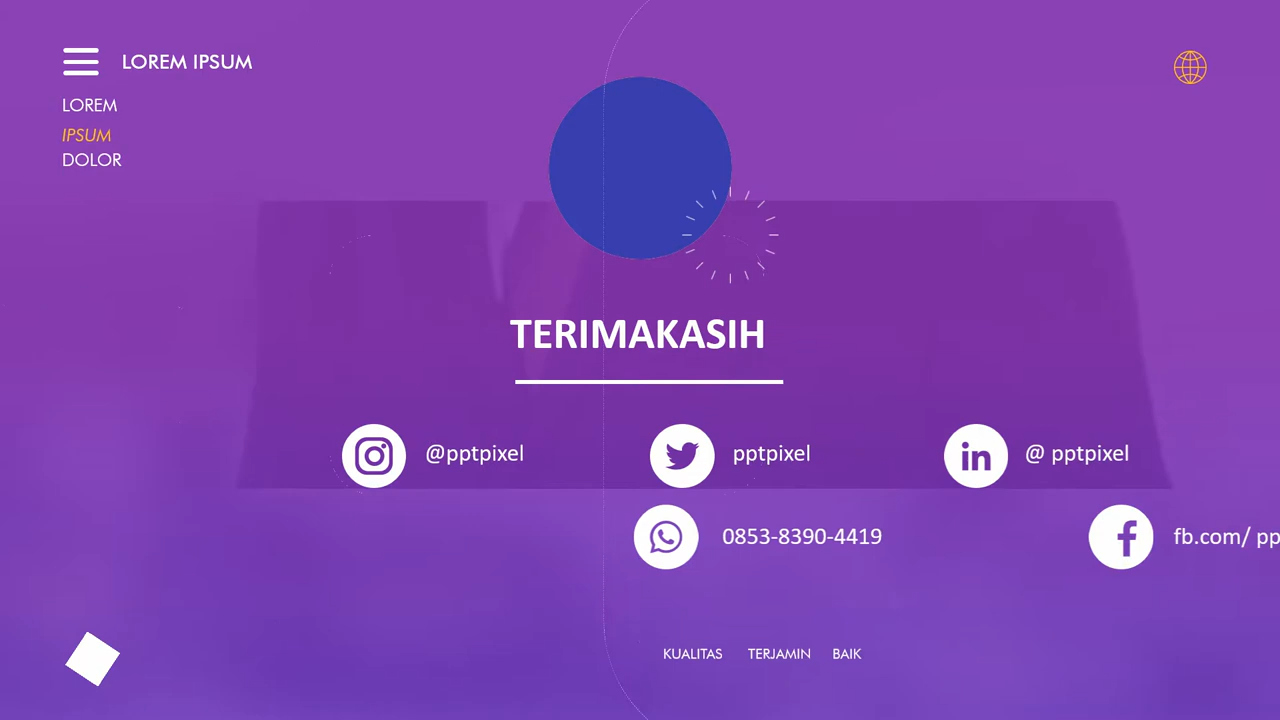 LOREM IPSUM
LOREM
IPSUM
DOLOR
TERIMAKASIH
@pptpixel
pptpixel
@ pptpixel
0853-8390-4419
fb.com/ pp
KUALITAS TERJAMIN BAIK